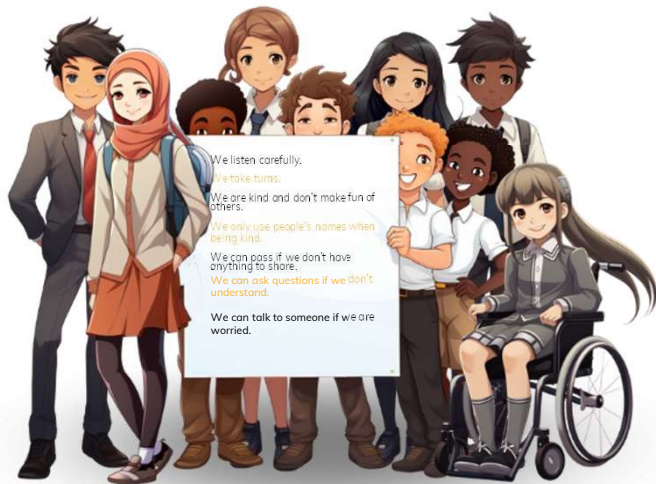 We listen carefully.
We take turns.
We are kind and don't make fun of
others.
We only use people's names when
being kind.
We can pass if we don't have
anything to share.
We can ask questions if we don't
understand.
We can talk to someone if we are
worried.